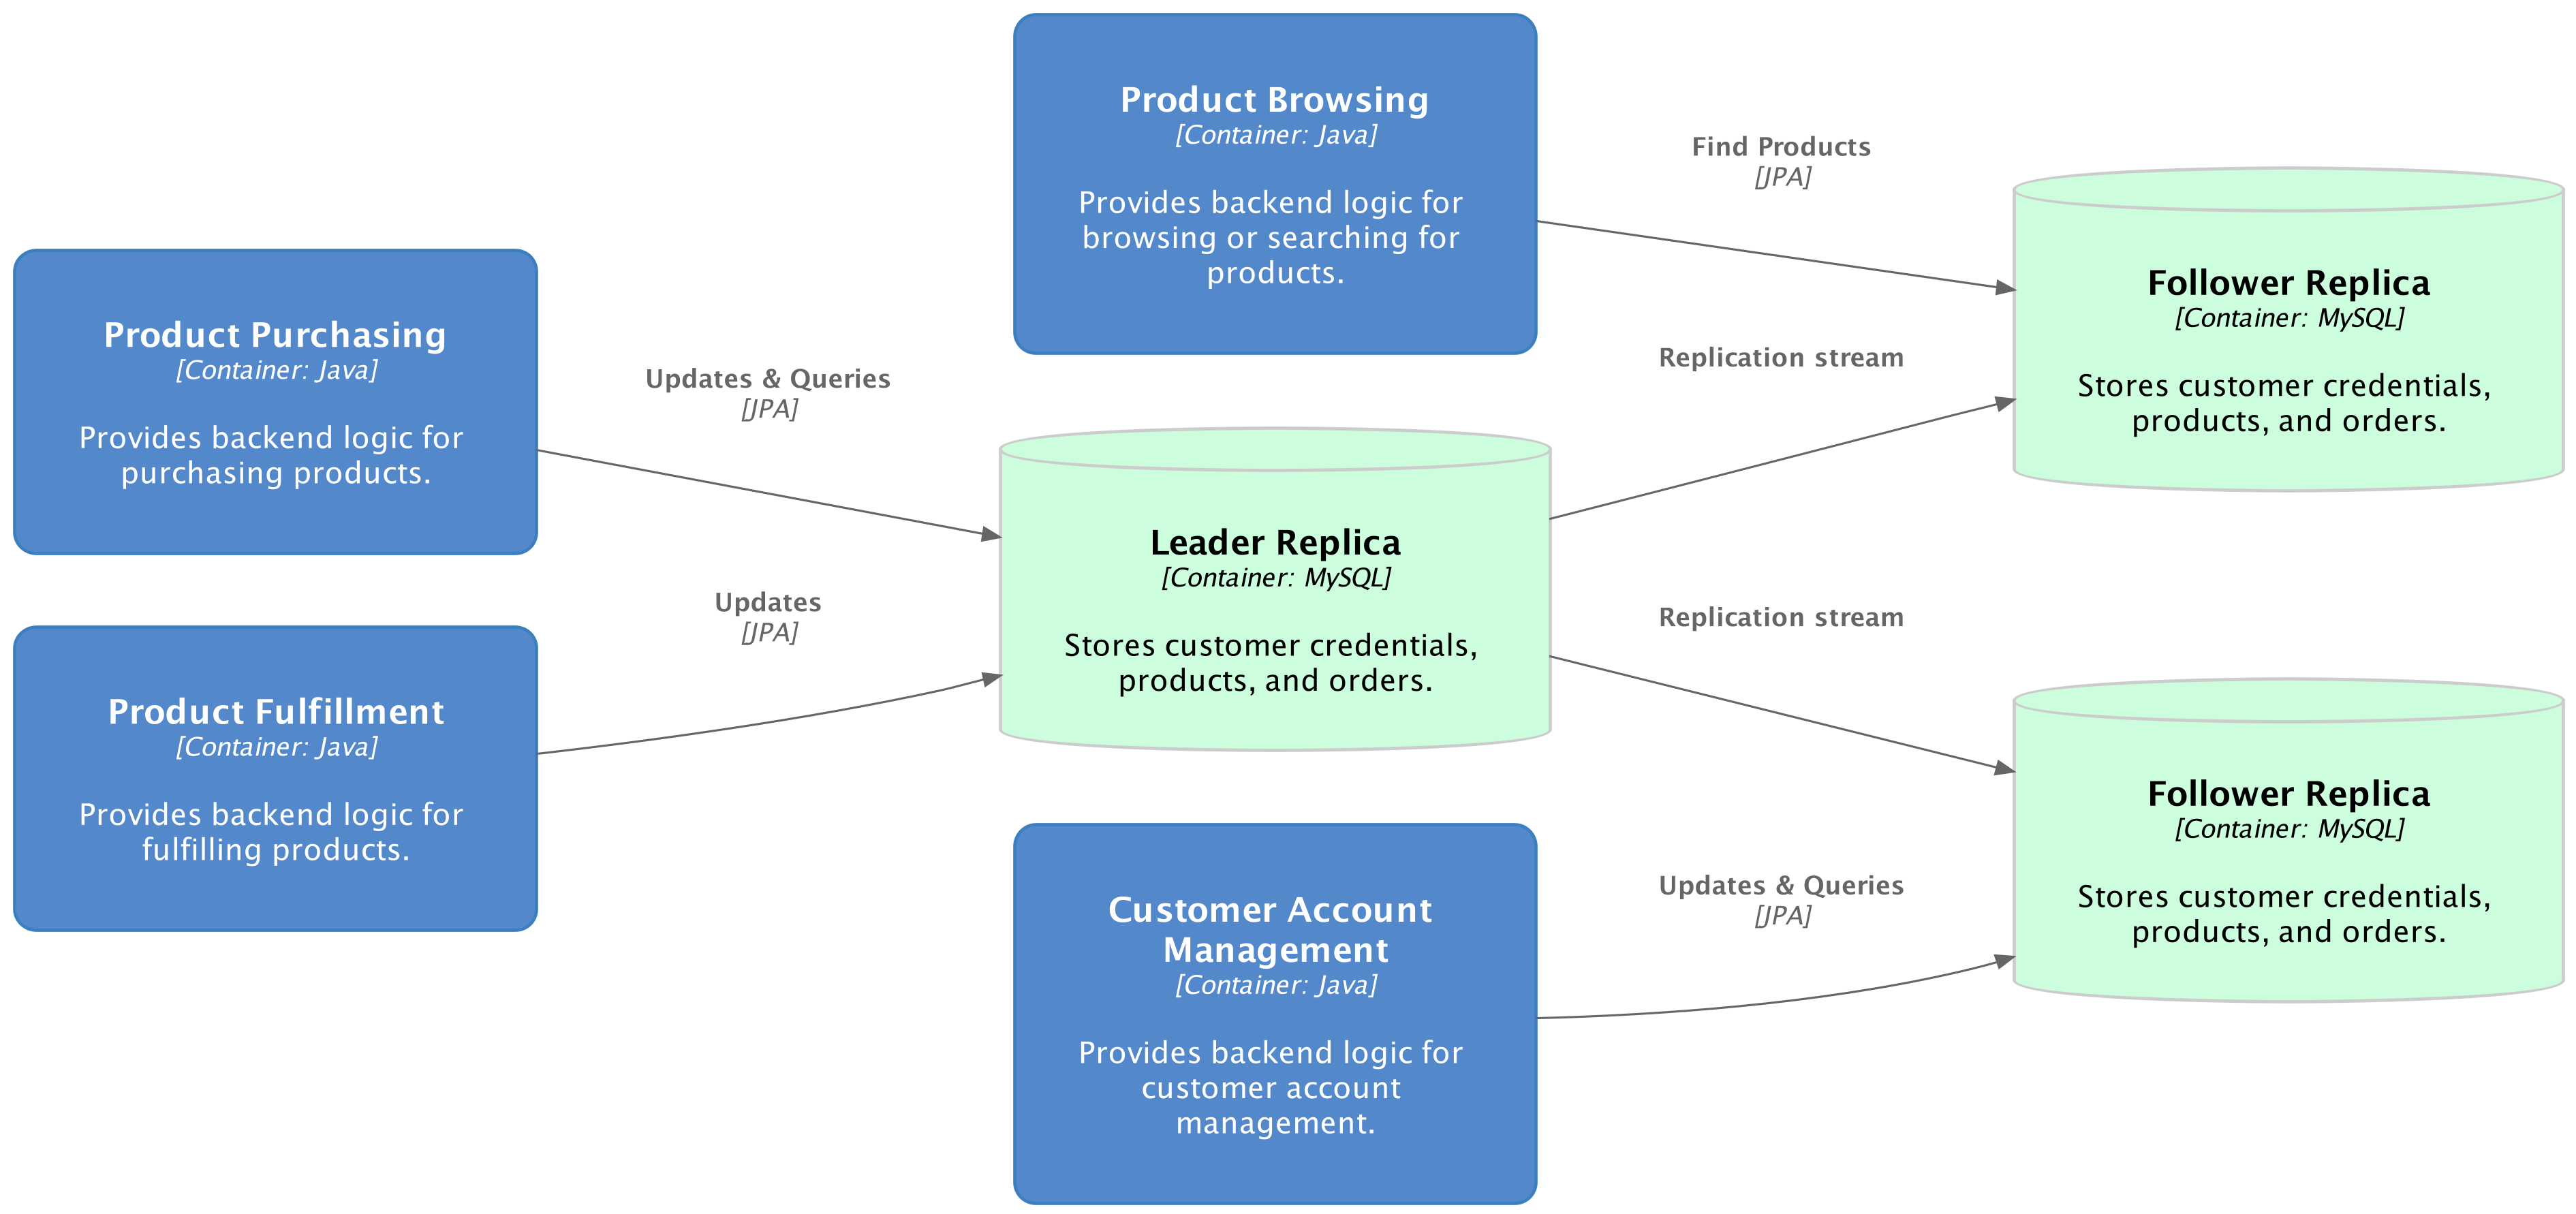 Product Browsing
[Container: Java]
Provides backend logic for
browsing or searching for
products.
Find Products
[JPA]
Follower Replica
[Container: MySQL]
Stores customer credentials,
products, and orders.
Product Purchasing
[Container: Java]
Provides backend logic for
purchasing products.
Updates & Queries
[JPA]
Replication stream
Leader Replica
[Container: MySQL]
Stores customer credentials,
products, and orders.
Updates
[JPA]
Replication stream
Product Fulfillment
[Container: Java]
Provides backend logic for
fulfilling products.
Follower Replica
[Container: MySQL]
Stores customer credentials,
products, and orders.
Customer Account
Management
[Container: Java]
Provides backend logic for
customer account
management.
Updates & Queries
[JPA]